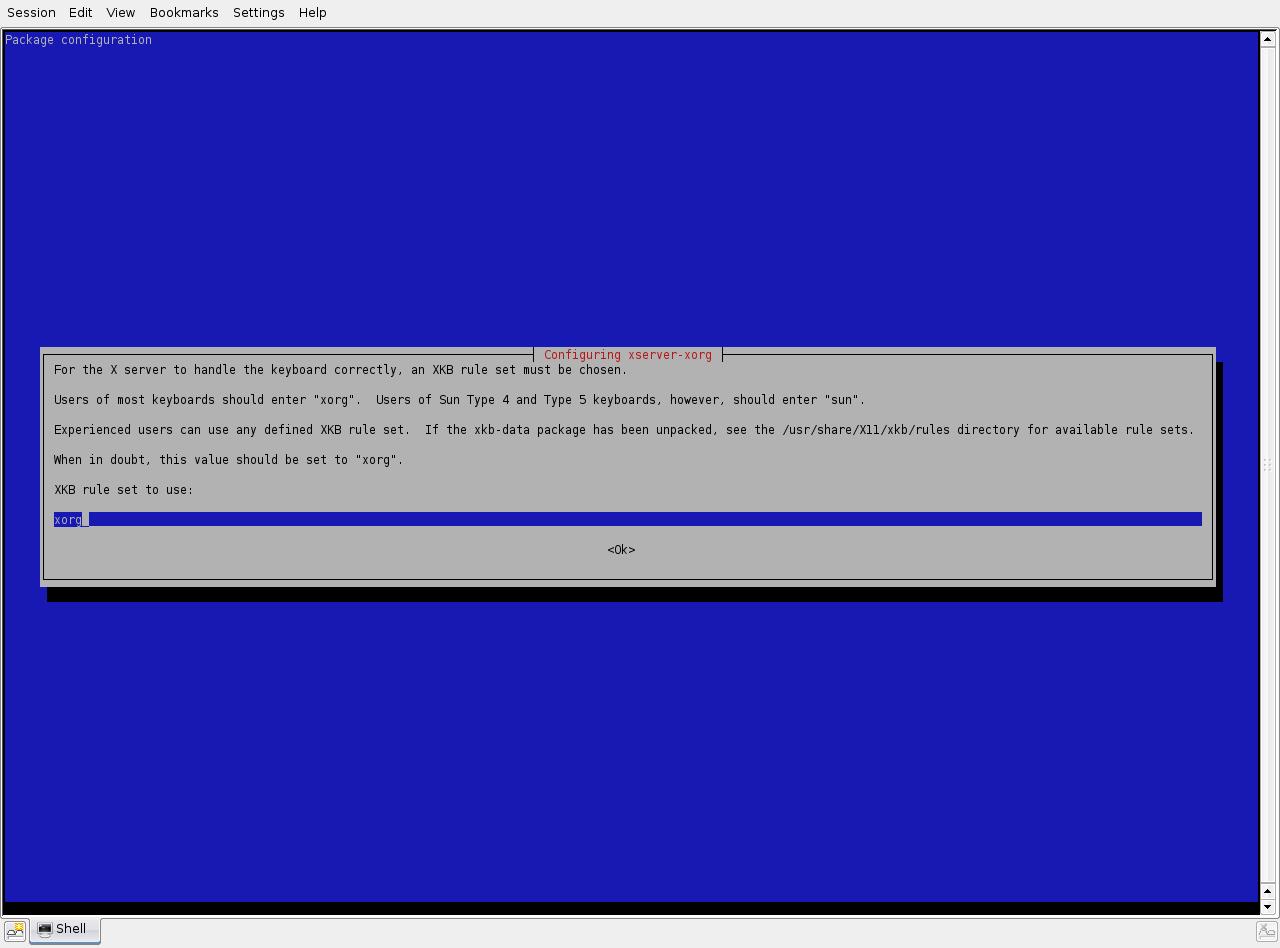 Session Edit View Bookmarks Settings Help
Package configuration
Configuring xserver-xorg
For the X server to handle the keyboard correctly, an XKB rule set must be chosen.
Users of most keyboards should enter "xorg".  Users of Sun Type 4 and Type 5 keyboards, however, should enter "sun".
Experienced users can use any defined XKB rule set.  If the xkb-data package has been unpacked, see the /usr/share/X11/xkb/rules directory for available rule sets.
When in doubt, this value should be set to "xorg".
XKB rule set to use:
xorg
<Ok>
Shell